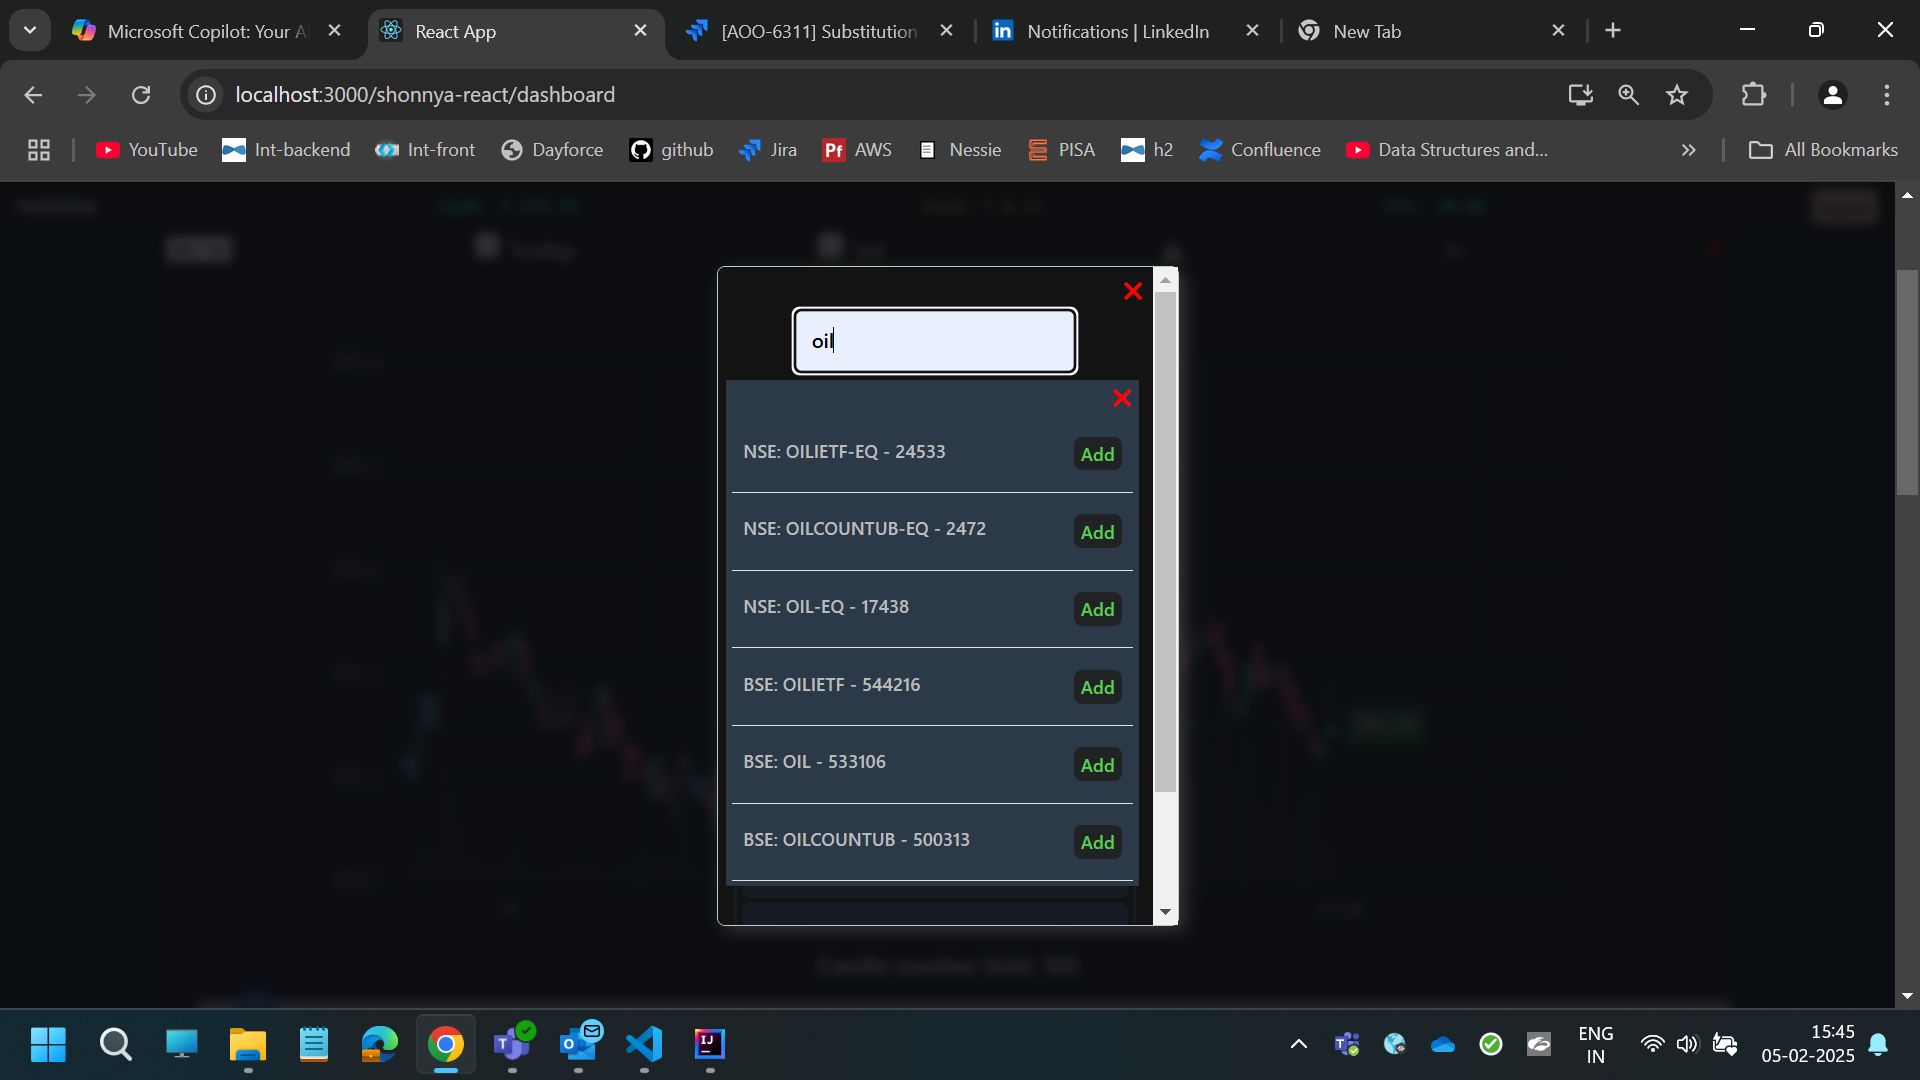 Microsoft Copilot: Your A
React App
[AOO-6311] Substitution
Notifications | LinkedIn
New Tab
localhost:3000/shonnya-react/dashboard
YouTube
Int-backend
Int-front
Dayforce
github
Jira
Pf AWS
Nessie
PISA
h2
Confluence
Data Structures and...
All Bookmarks
oil
NSE: OILIETF-EQ - 24533
Add
NSE: OILCOUNTUB-EQ - 2472
Add
NSE: OIL-EQ - 17438
Add
BSE: OILIETF - 544216
Add
BSE: OIL - 533106
Add
BSE: OILCOUNTUB - 500313
Add
ENG
IN
15:45
05-02-2025